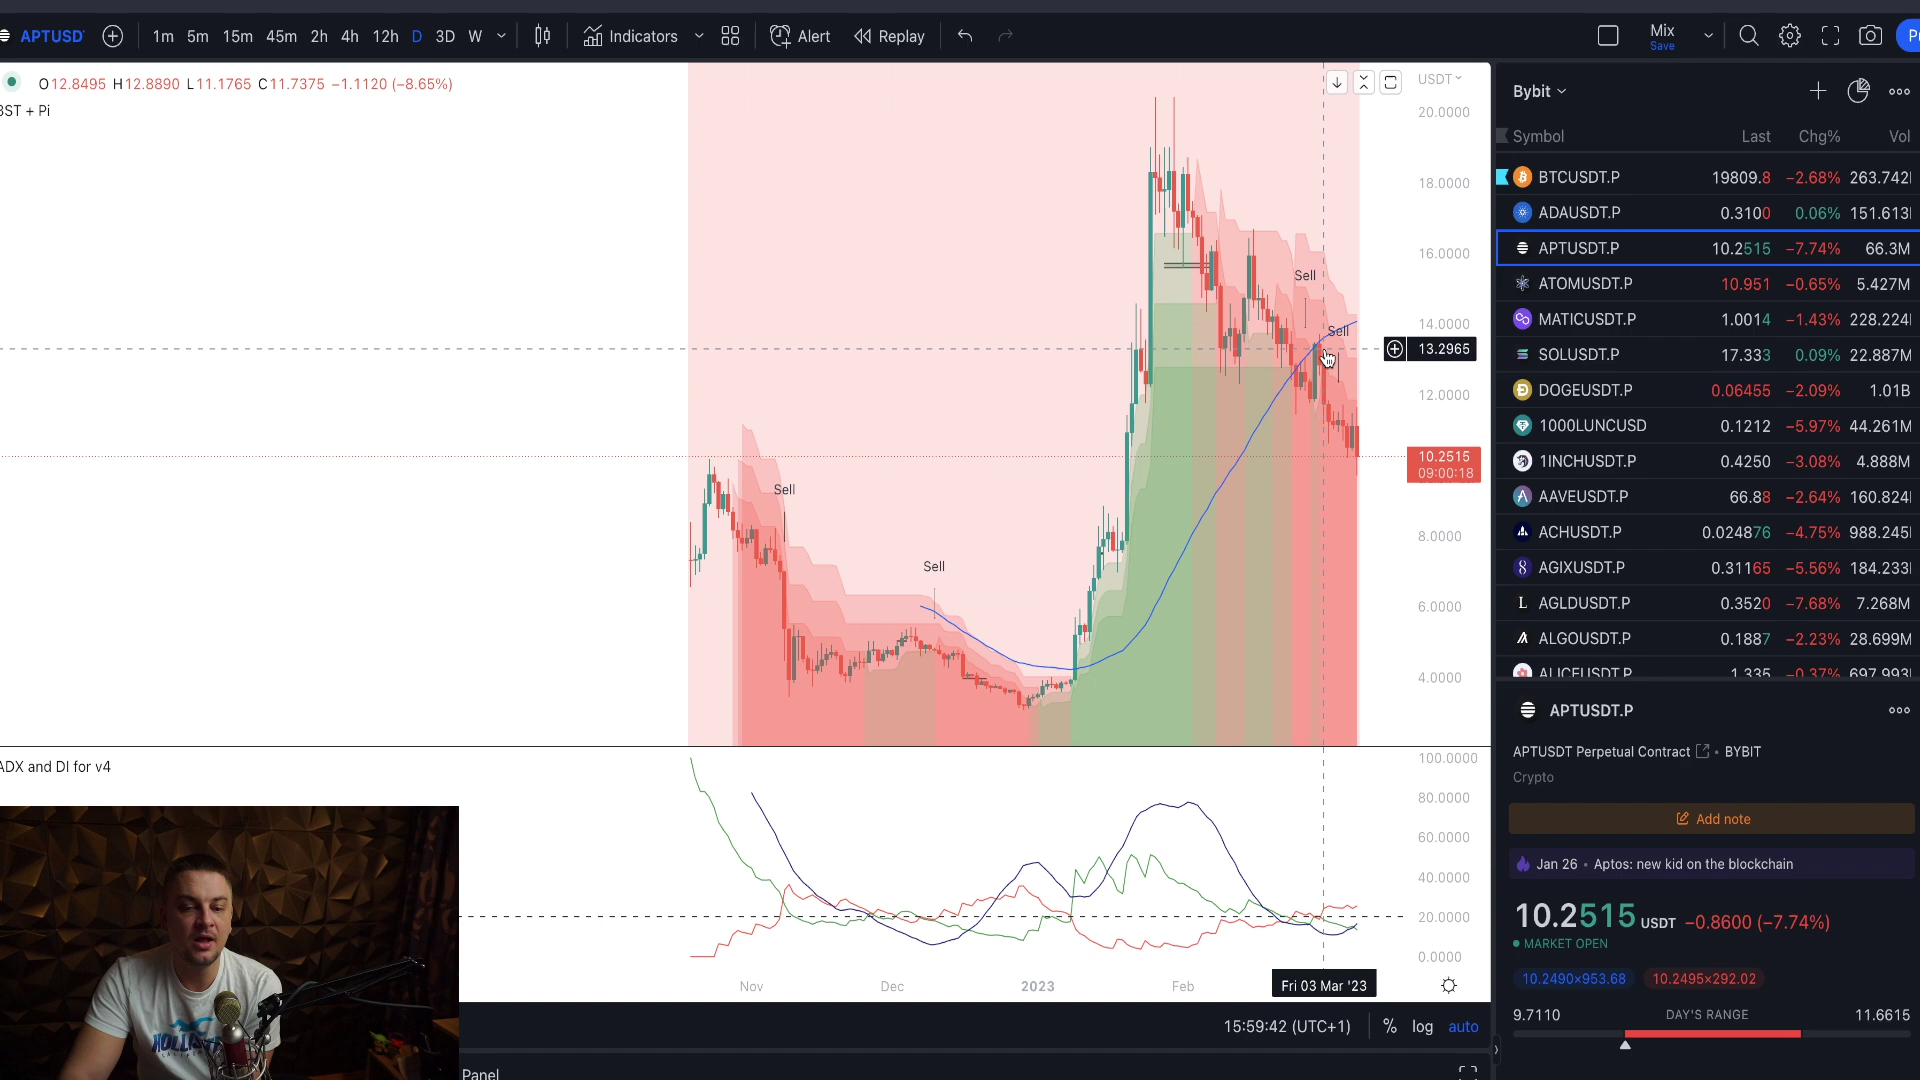 APTUSD 1m 5m 15m 45m 2h 4h 12h D 3D W Indicators Alert Replay Mix
Save
O12.8495 H12.8890 L11.1765 C11.7375 −1.1120 (−8.65%)
3ST + Pi
USDT
20.0000
18.0000
16.0000
14.0000
13.2965
12.0000
10.2515
09:00:18
8.0000
6.0000
4.0000
Sell
Sell
Sell
Sell
ADX and DI for v4
100.0000
80.0000
60.0000
40.0000
20.0000
0.0000
Nov Dec 2023 Feb Fri 03 Mar '23
15:59:42 (UTC+1) % log auto
Panel
Bybit
Symbol Last Chg% Vol
BTCUSDT.P 19809.8 −2.68% 263.742
ADAUSDT.P 0.3100 0.06% 151.613
APTUSDT.P 10.2515 −7.74% 66.3M
ATOMUSDT.P 10.951 −0.65% 5.427M
MATICUSDT.P 1.0014 −1.43% 228.224
SOLUSDT.P 17.333 0.09% 22.887M
DOGEUSDT.P 0.06455 −2.09% 1.01B
1000LUNCUSD 0.1212 −5.97% 44.261M
1INCHUSDT.P 0.4250 −3.08% 4.888M
AAVEUSDT.P 66.88 −2.64% 160.824
ACHUSDT.P 0.024876 −4.75% 988.245
AGIXUSDT.P 0.31165 −5.56% 184.233
AGLDUSDT.P 0.3520 −7.68% 7.268M
ALGOUSDT.P 0.1887 −2.23% 28.699M
ALICEUSDT.P 1.335 −0.37% 697.993
APTUSDT.P
APTUSDT Perpetual Contract • BYBIT
Crypto
Add note
Jan 26 • Aptos: new kid on the blockchain
10.2515 USDT −0.8600 (−7.74%)
MARKET OPEN
10.2490×953.68 10.2495×292.02
9.7110 DAY'S RANGE 11.6615